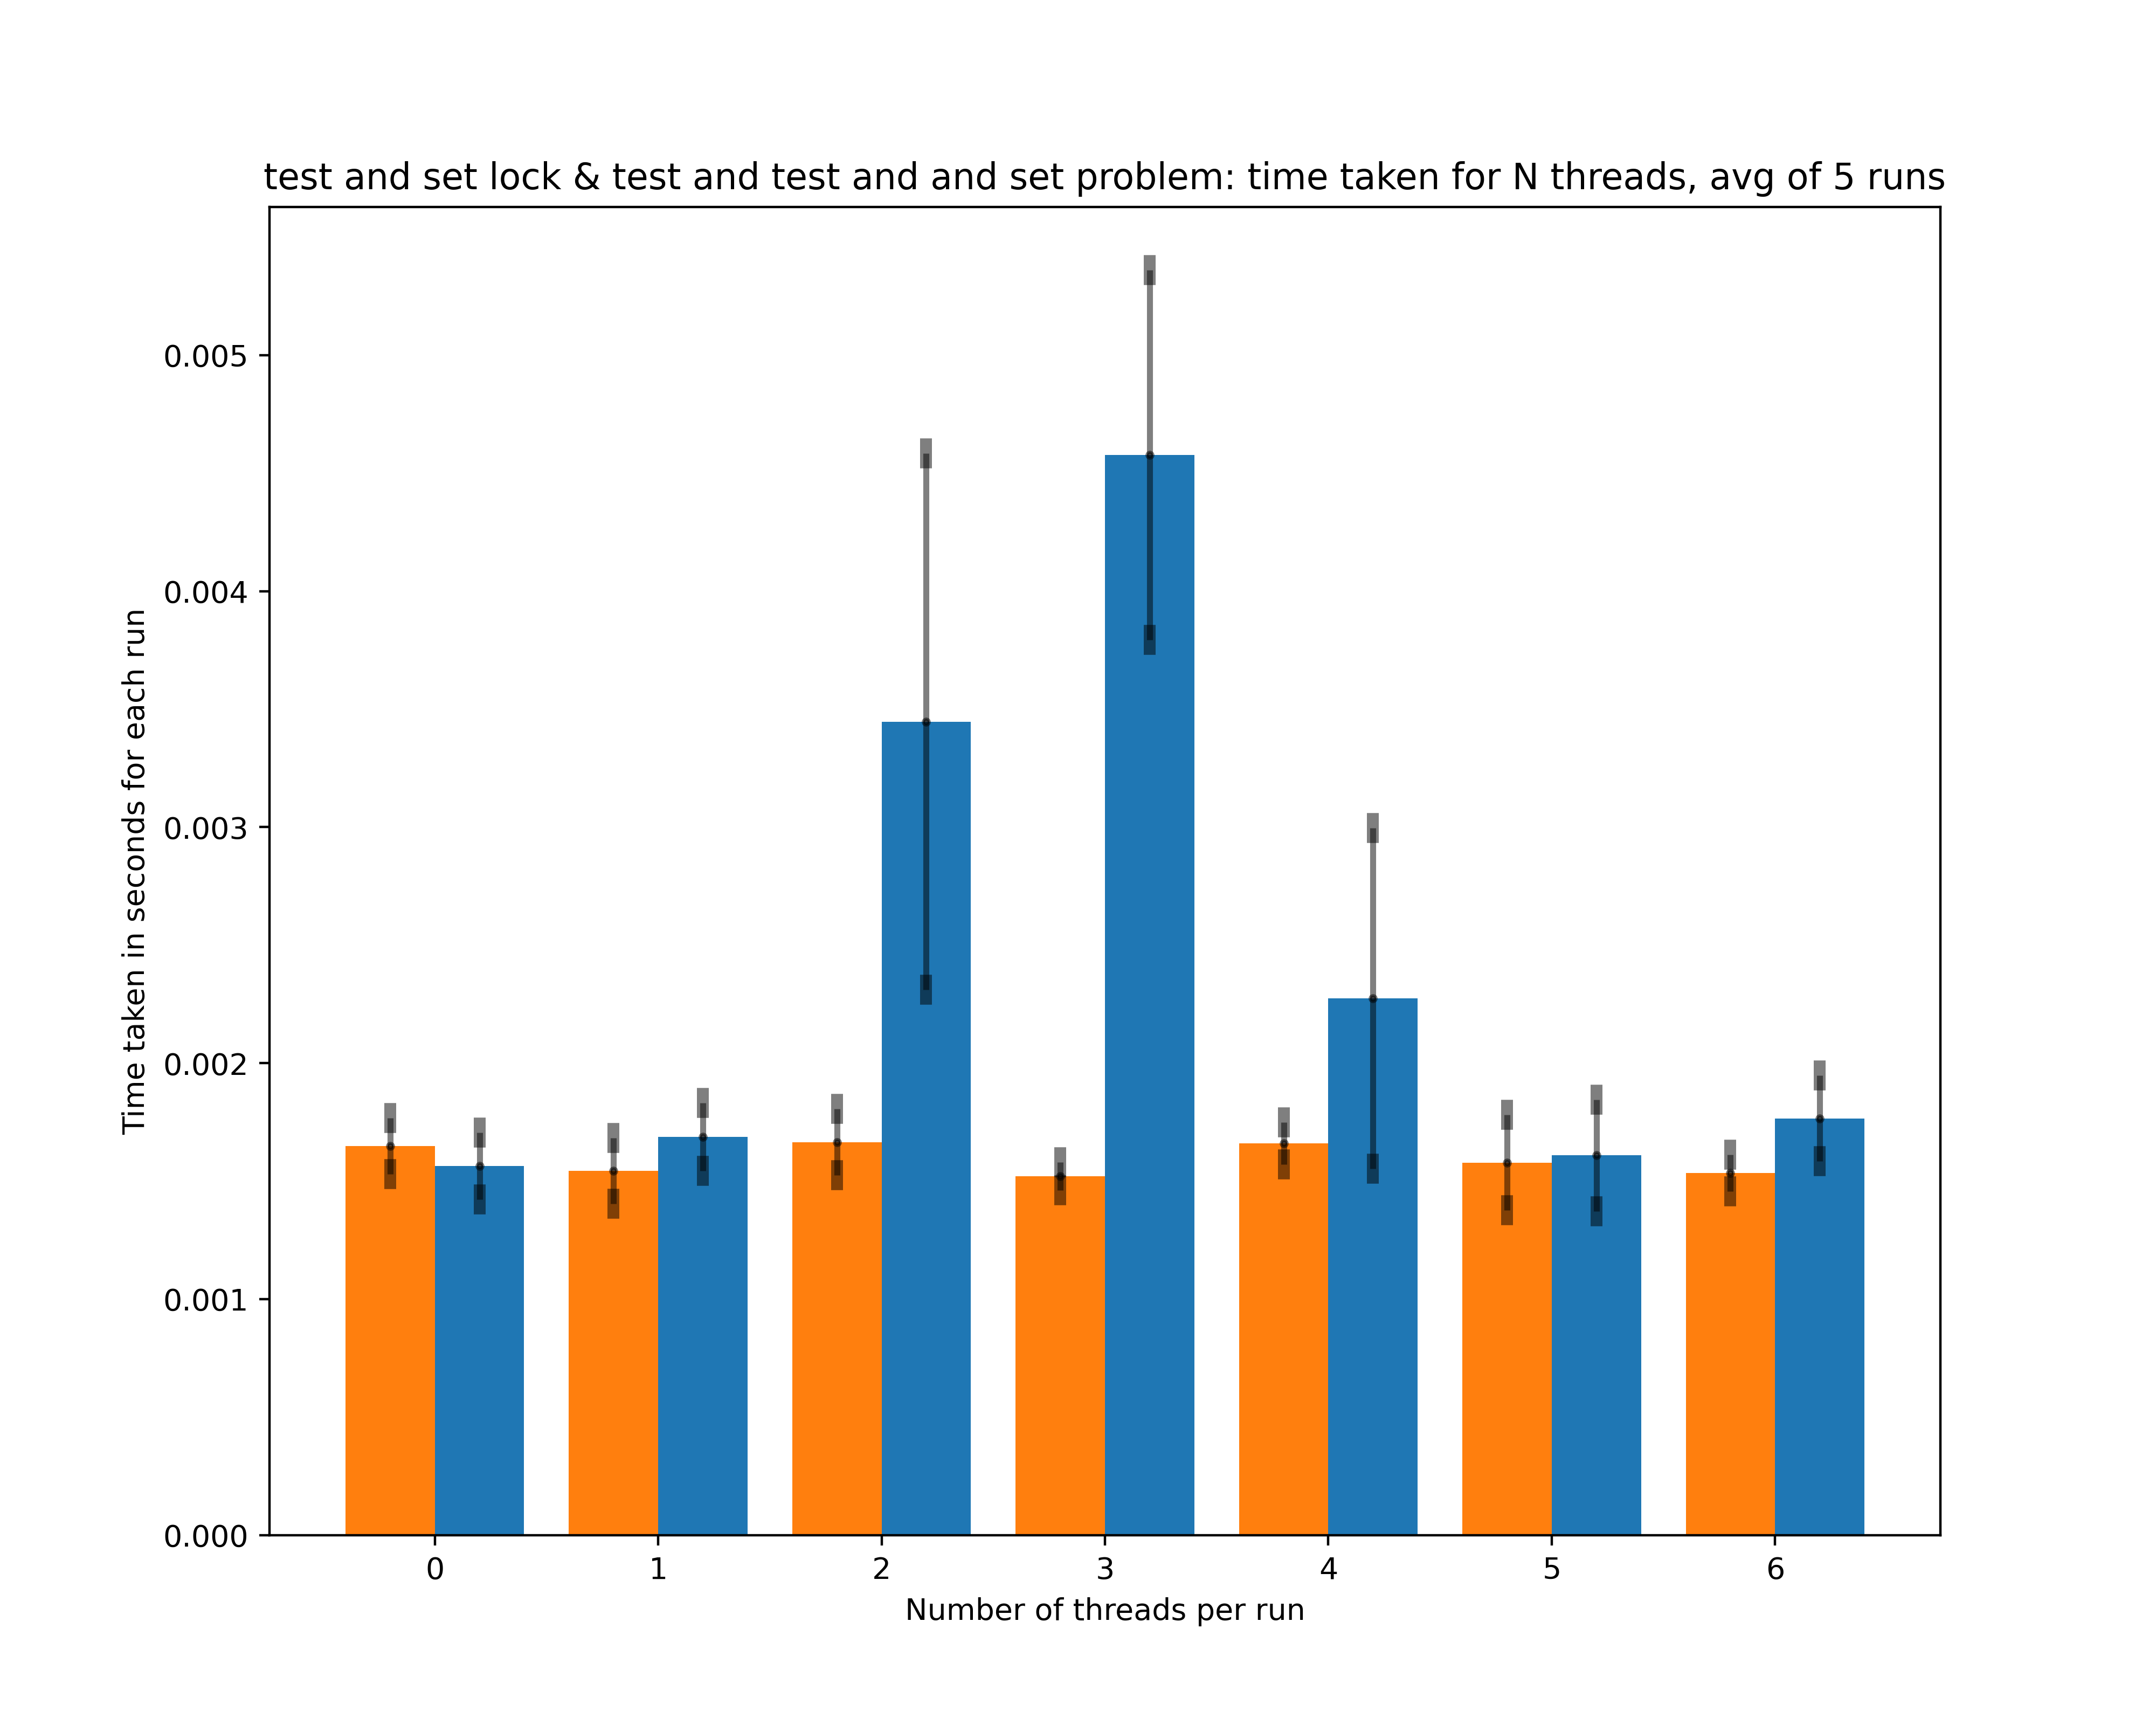 test and set lock & test and test and and set problem: time taken for N threads, avg of 5 runs
Time taken in seconds for each run
0.005
0.004
0.003
0.002
0.001
0.000
0 1 2 3 4 5 6
Number of threads per run